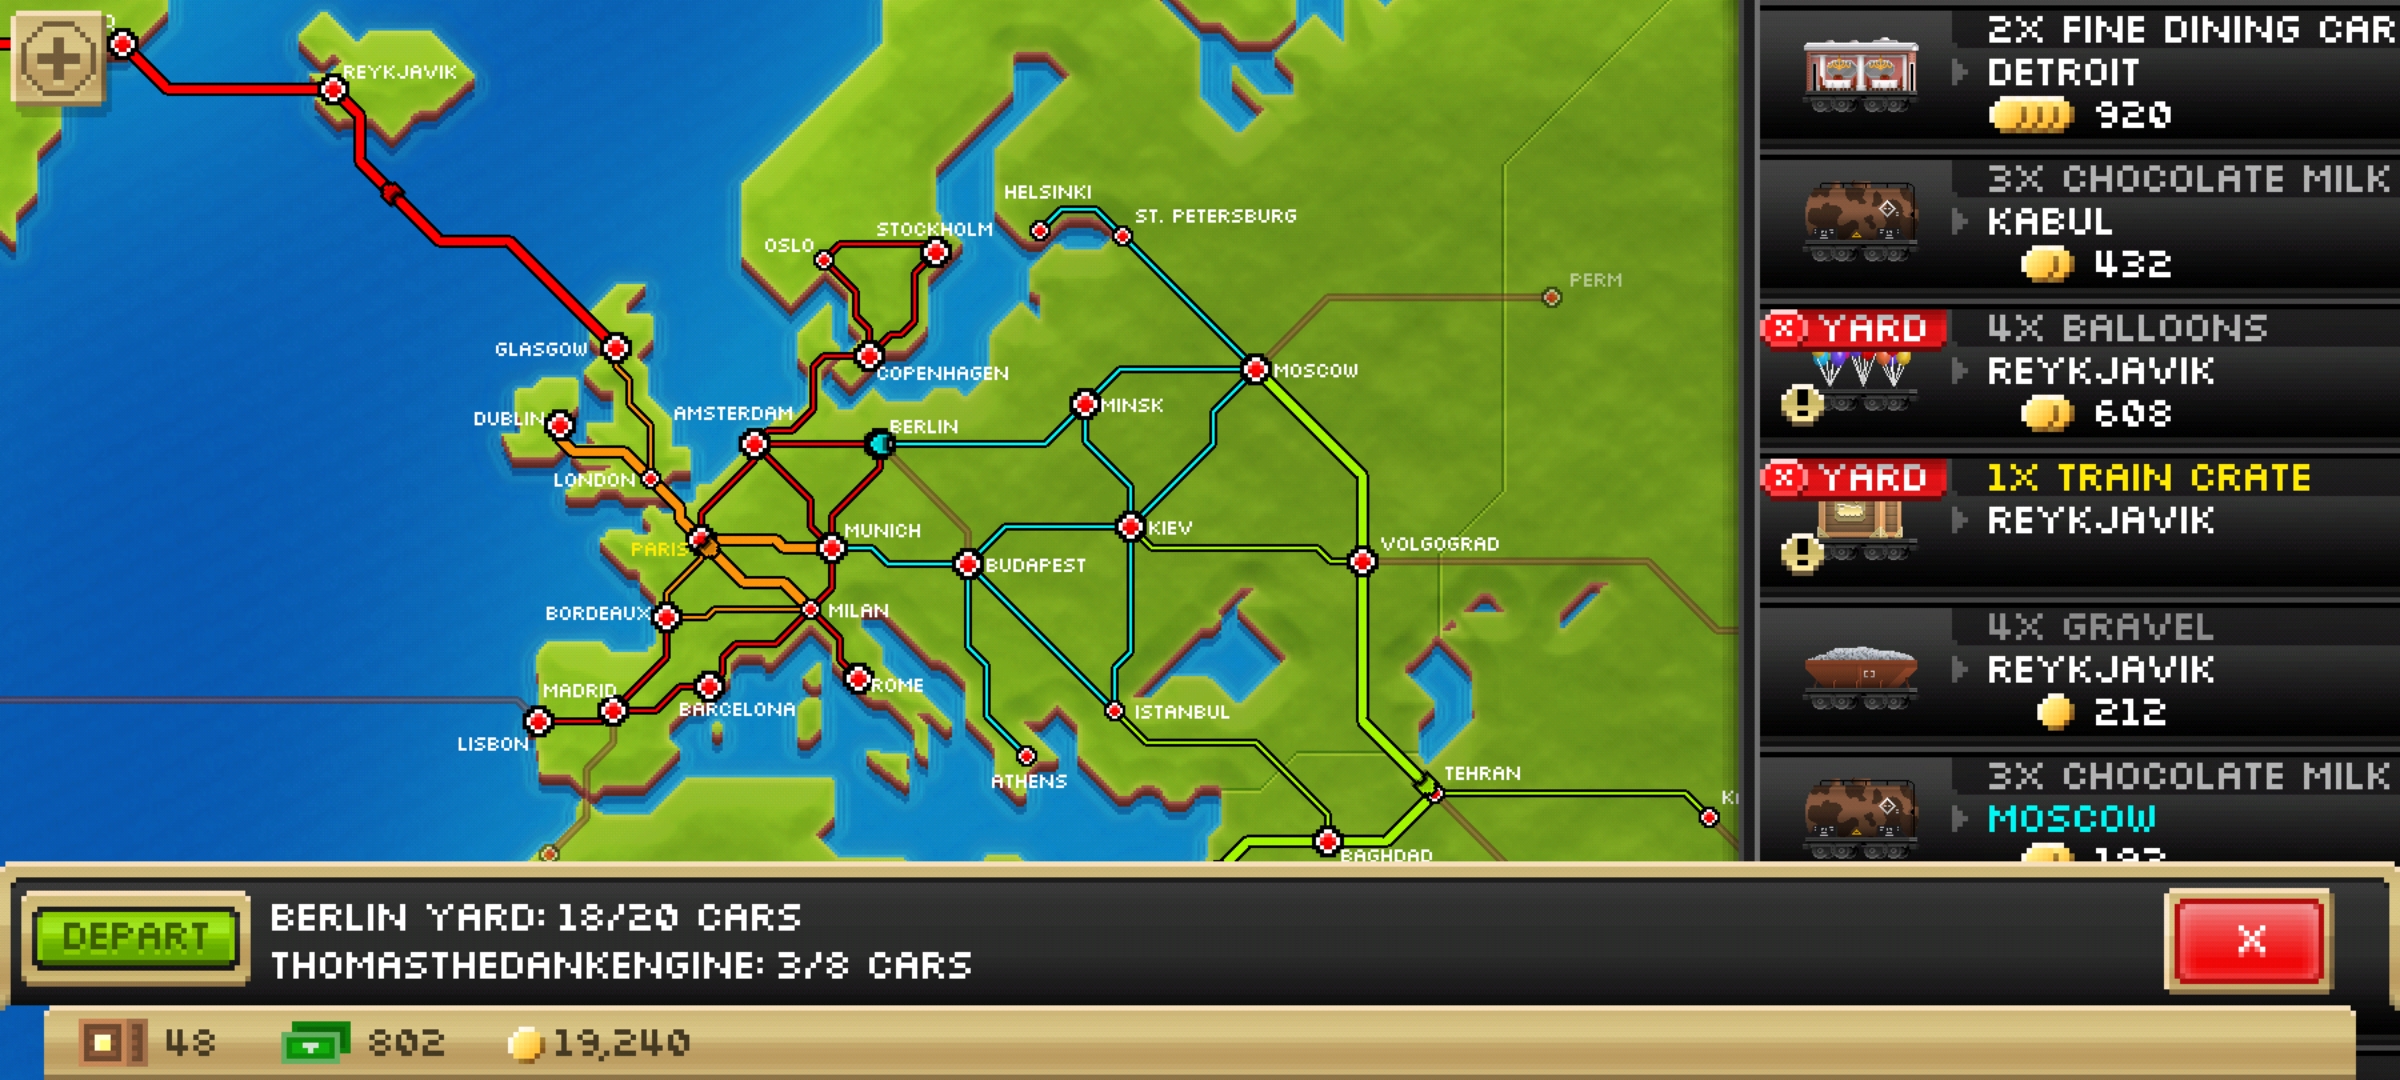 REYKJAVIK
HELSINKI
ST. PETERSBURG
STOCKHOLM
OSLO
PERM
GLASGOW
COPENHAGEN
MOSCOW
MINSK
DUBLIN
AMSTERDAM
BERLIN
LONDON
MUNICH
KIEV
VOLGOGRAD
PARIS
BUDAPEST
BORDEAUX
MILAN
MADRID
ROME
BARCELONA
ISTANBUL
LISBON
ATHENS
TEHRAN
BAGHDAD
2X FINE DINING CAR
DETROIT
920
3X CHOCOLATE MILK
KABUL
432
YARD
4X BALLOONS
REYKJAVIK
608
YARD
1X TRAIN CRATE
REYKJAVIK
4X GRAVEL
REYKJAVIK
212
3X CHOCOLATE MILK
MOSCOW
DEPART
BERLIN YARD: 18/20 CARS
THOMASTHEDANKENGINE: 3/8 CARS
X
48
802
19,240